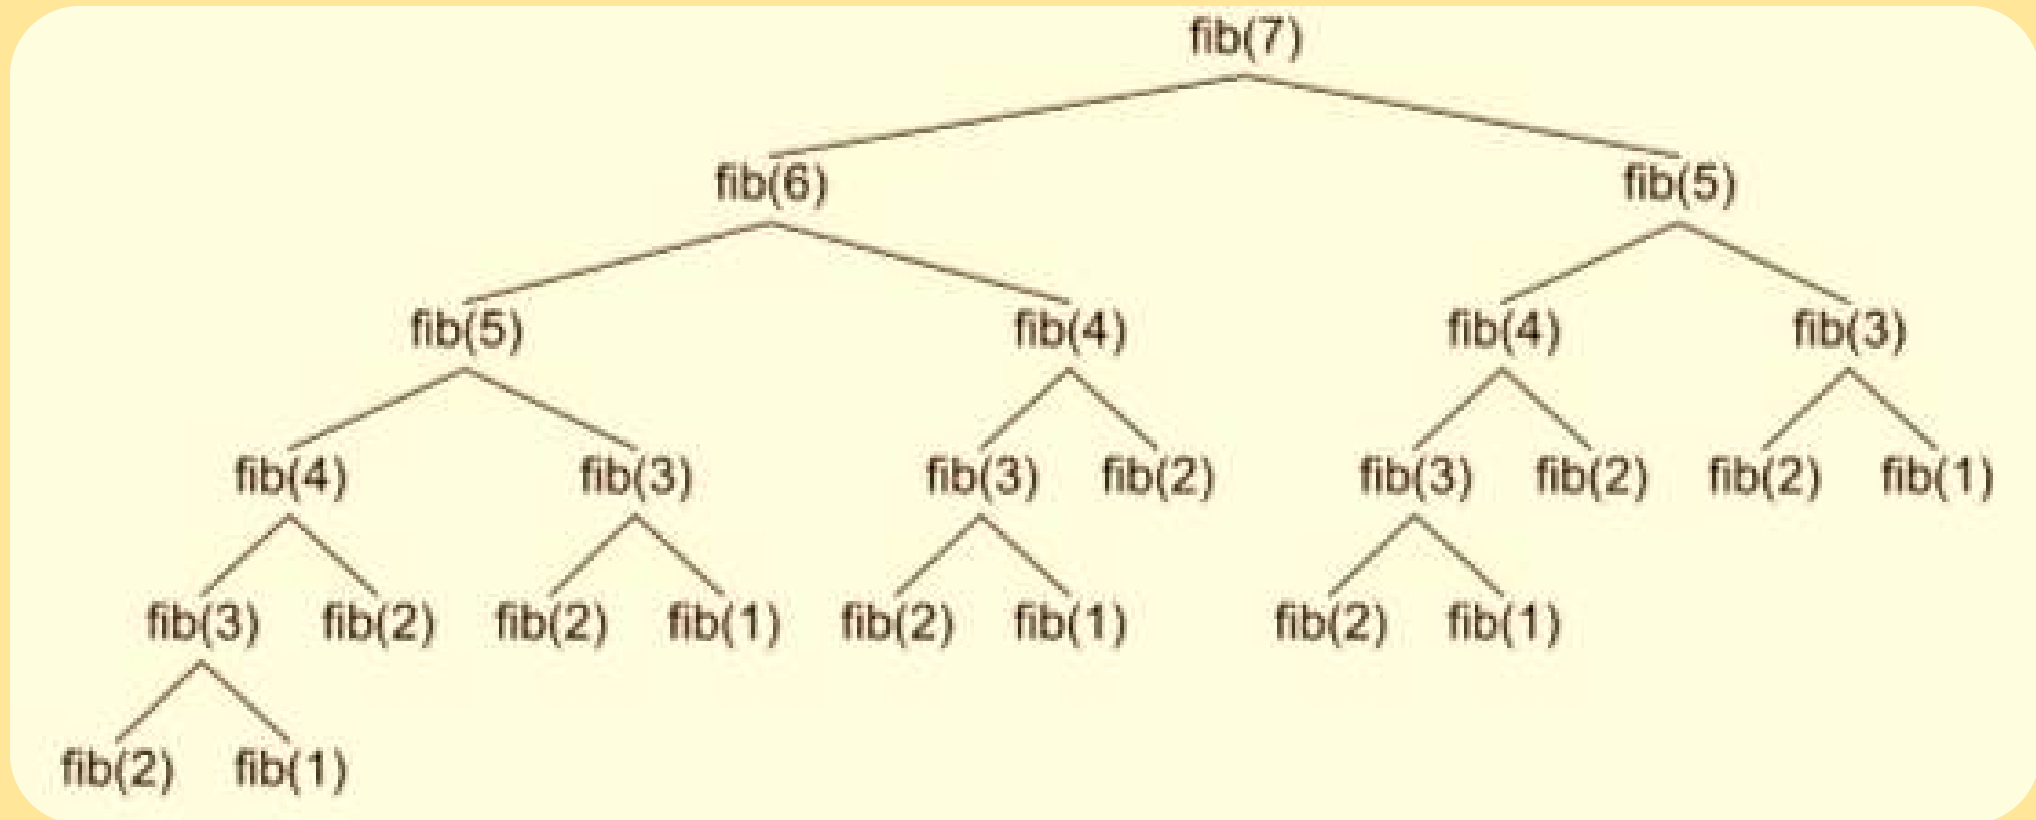 fib(7)
fib(6) fib(5)
fib(5) fib(4) fib(4) fib(3)
fib(4) fib(3) fib(3) fib(2) fib(3) fib(2) fib(2) fib(1)
fib(3) fib(2) fib(2) fib(1) fib(2) fib(1) fib(2) fib(1)
fib(2) fib(1)